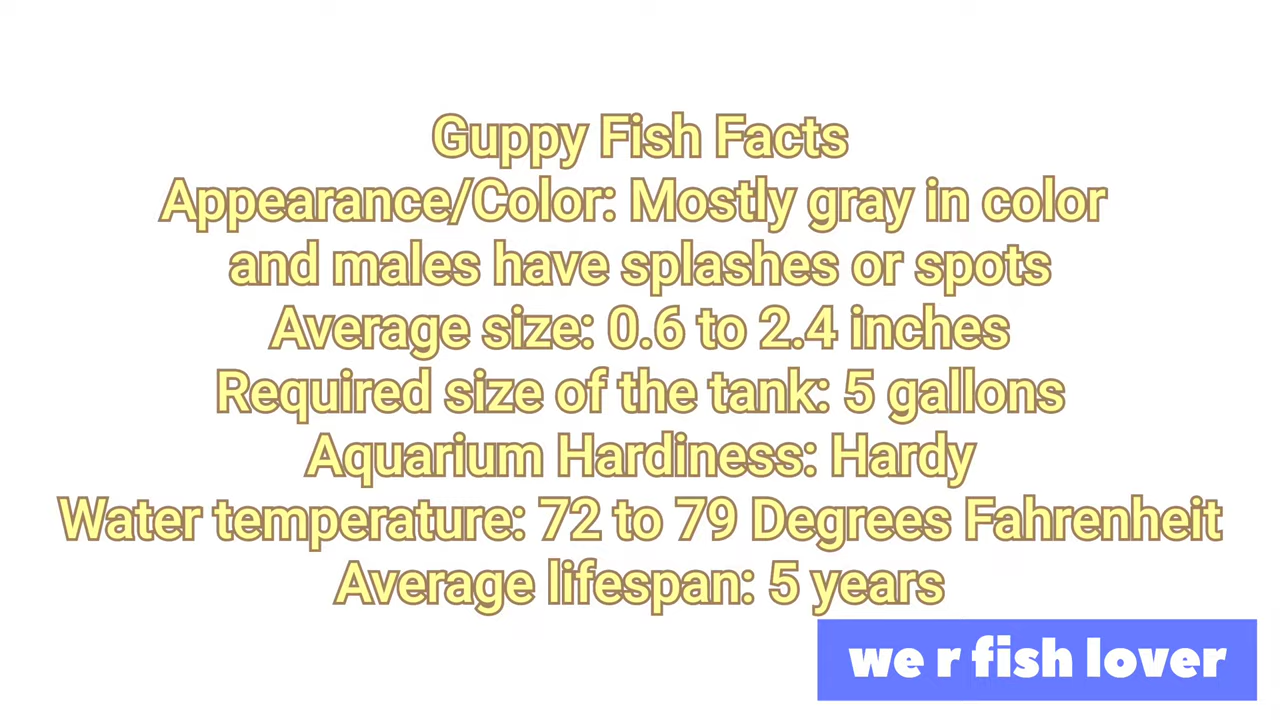 Guppy Fish Facts
Appearance/Color: Mostly gray in color
and males have splashes or spots
Average size: 0.6 to 2.4 inches
Required size of the tank: 5 gallons
Aquarium Hardiness: Hardy
Water temperature: 72 to 79 Degrees Fahrenheit
Average lifespan: 5 years
we r fish lover